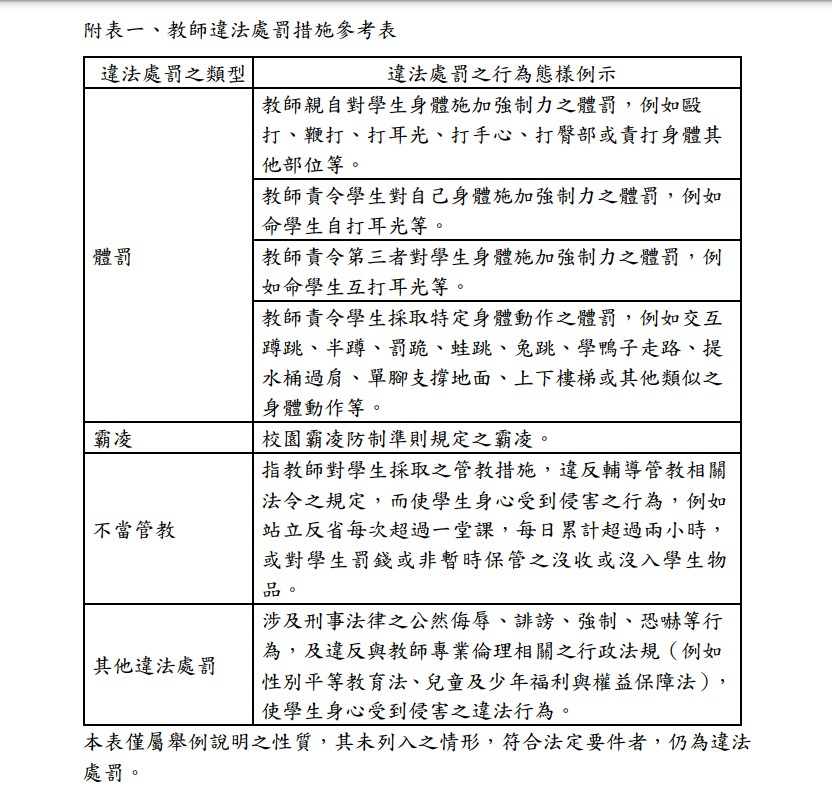 附表一、教師違法處罰措施參考表
違法處罰之類型 違法處罰之行為態樣例示
體罰
教師親自對學生身體施加強制力之體罰，例如毆
打、鞭打、打耳光、打手心、打臀部或責打身體其
他部位等。
教師責令學生對自己身體施加強制力之體罰，例如
命學生自打耳光等。
教師責令第三者對學生身體施加強制力之體罰，例
如命學生互打耳光等。
教師責令學生採取特定身體動作之體罰，例如交互
蹲跳、半蹲、罰跪、蛙跳、兔跳、學鴨子走路、提
水桶過肩、單腳支撐地面、上下樓梯或其他類似之
身體動作等。
霸凌 校園霸凌防制準則規定之霸凌。
不當管教
指教師對學生採取之管教措施，違反輔導管教相關
法令之規定，而使學生身心受到侵害之行為，例如
站立反省每次超過一堂課，每日累計超過兩小時，
或對學生罰錢或非暫時保管之沒收或沒入學生物
品。
其他違法處罰
涉及刑事法律之公然侮辱、誹謗、強制、恐嚇等行
為，及違反與教師專業倫理相關之行政法規（例如
性別平等教育法、兒童及少年福利與權益保障法），
使學生身心受到侵害之違法行為。
本表僅屬舉例說明之性質，其未列入之情形，符合法定要件者，仍為違法
處罰。